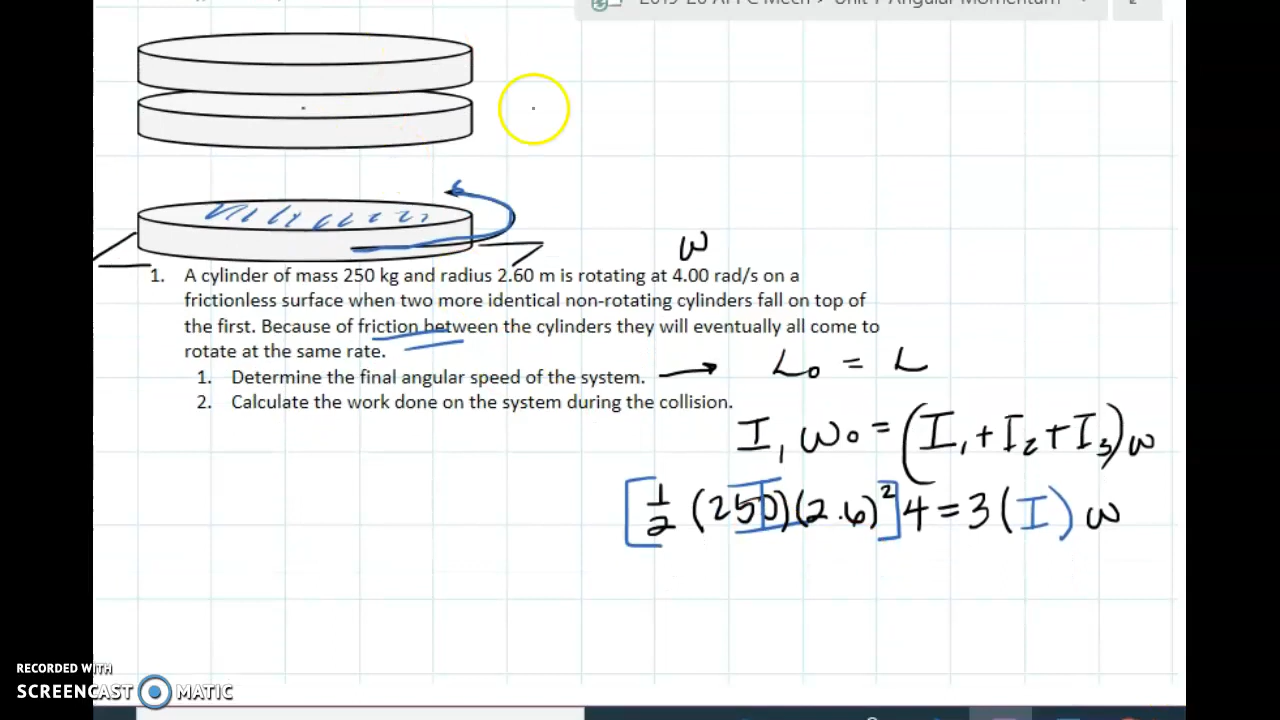 ω
1. A cylinder of mass 250 kg and radius 2.60 m is rotating at 4.00 rad/s on a
frictionless surface when two more identical non-rotating cylinders fall on top of
the first. Because of friction between the cylinders they will eventually all come to
rotate at the same rate.
1. Determine the final angular speed of the system. → L₀ = L
2. Calculate the work done on the system during the collision.
I₁ ω₀ = (I₁ + I₂ + I₃) ω
[½ (250)(2.6)²] 4 = 3 (I) ω
RECORDED WITH
SCREENCAST MATIC